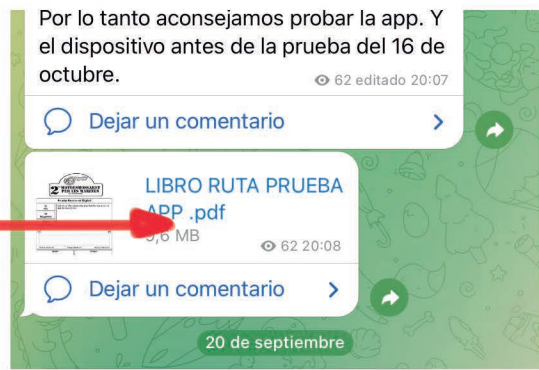 Por lo tanto aconsejamos probar la app. Y
el dispositivo antes de la prueba del 16 de
octubre.
62 editado 20:07
Dejar un comentario
LIBRO RUTA PRUEBA
APP .pdf
MB
62 20:08
Dejar un comentario
20 de septiembre